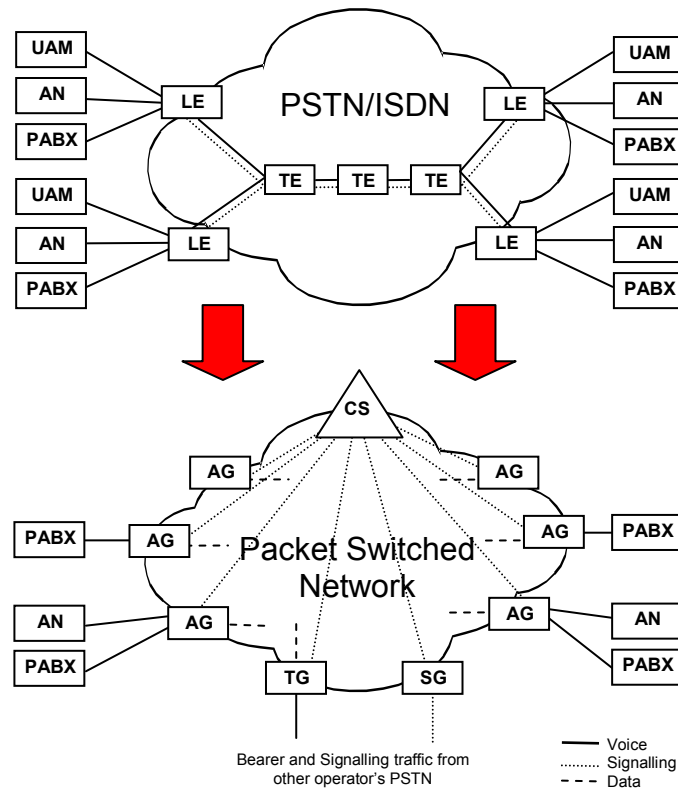 UAM
UAM
AN
LE
PSTN/ISDN
LE
AN
PABX
PABX
UAM
TE
TE
TE
UAM
AN
LE
LE
AN
PABX
PABX
CS
AG
AG
PABX
AG
AG
PABX
Packet Switched
Network
AN
AG
AG
AN
PABX
TG
SG
PABX
Bearer and Signalling traffic from
other operator's PSTN
Voice
Signalling
Data